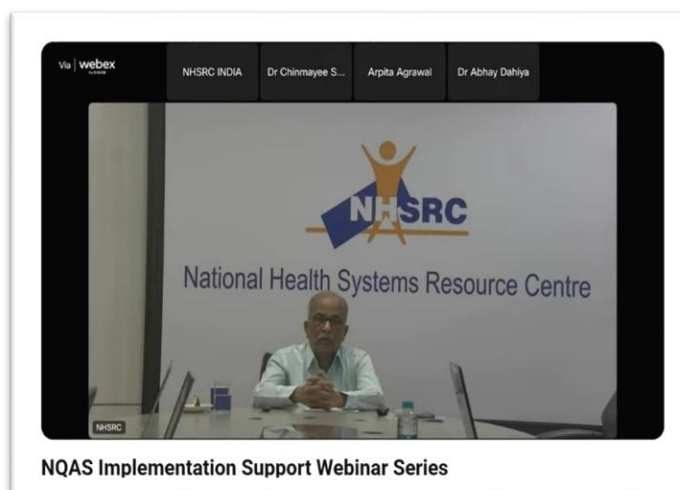 Via | webex
NHSRC INDIA
Dr Chinmayee S...
Arpita Agrawal
Dr Abhay Dahiya
NHSRC
National Health Systems Resource Centre
NHSRC
NQAS Implementation Support Webinar Series